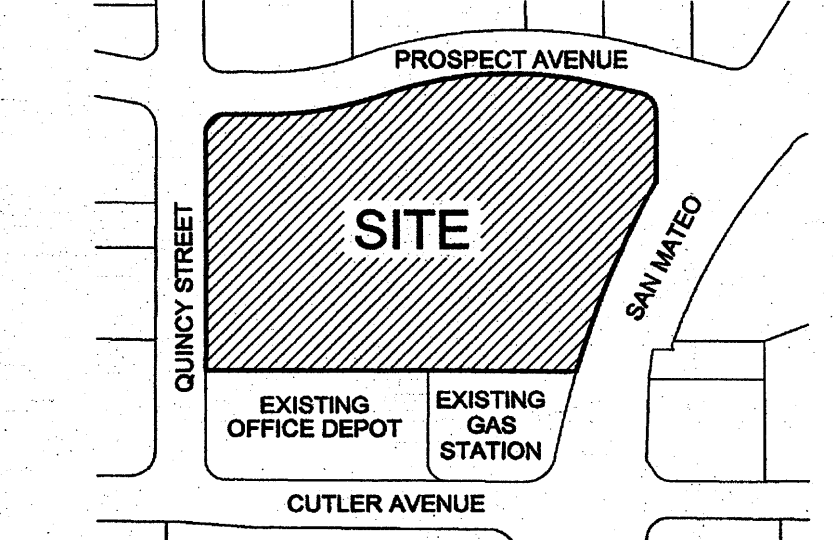 PROSPECT AVENUE
SITE
QUINCY STREET
SAN MATEO
EXISTING
OFFICE DEPOT
EXISTING
GAS
STATION
CUTLER AVENUE